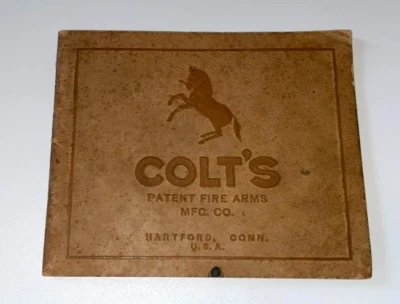 COLT'S
PATENT FIRE ARMS
MFG. CO.
HARTFORD, CONN.
U.S.A.